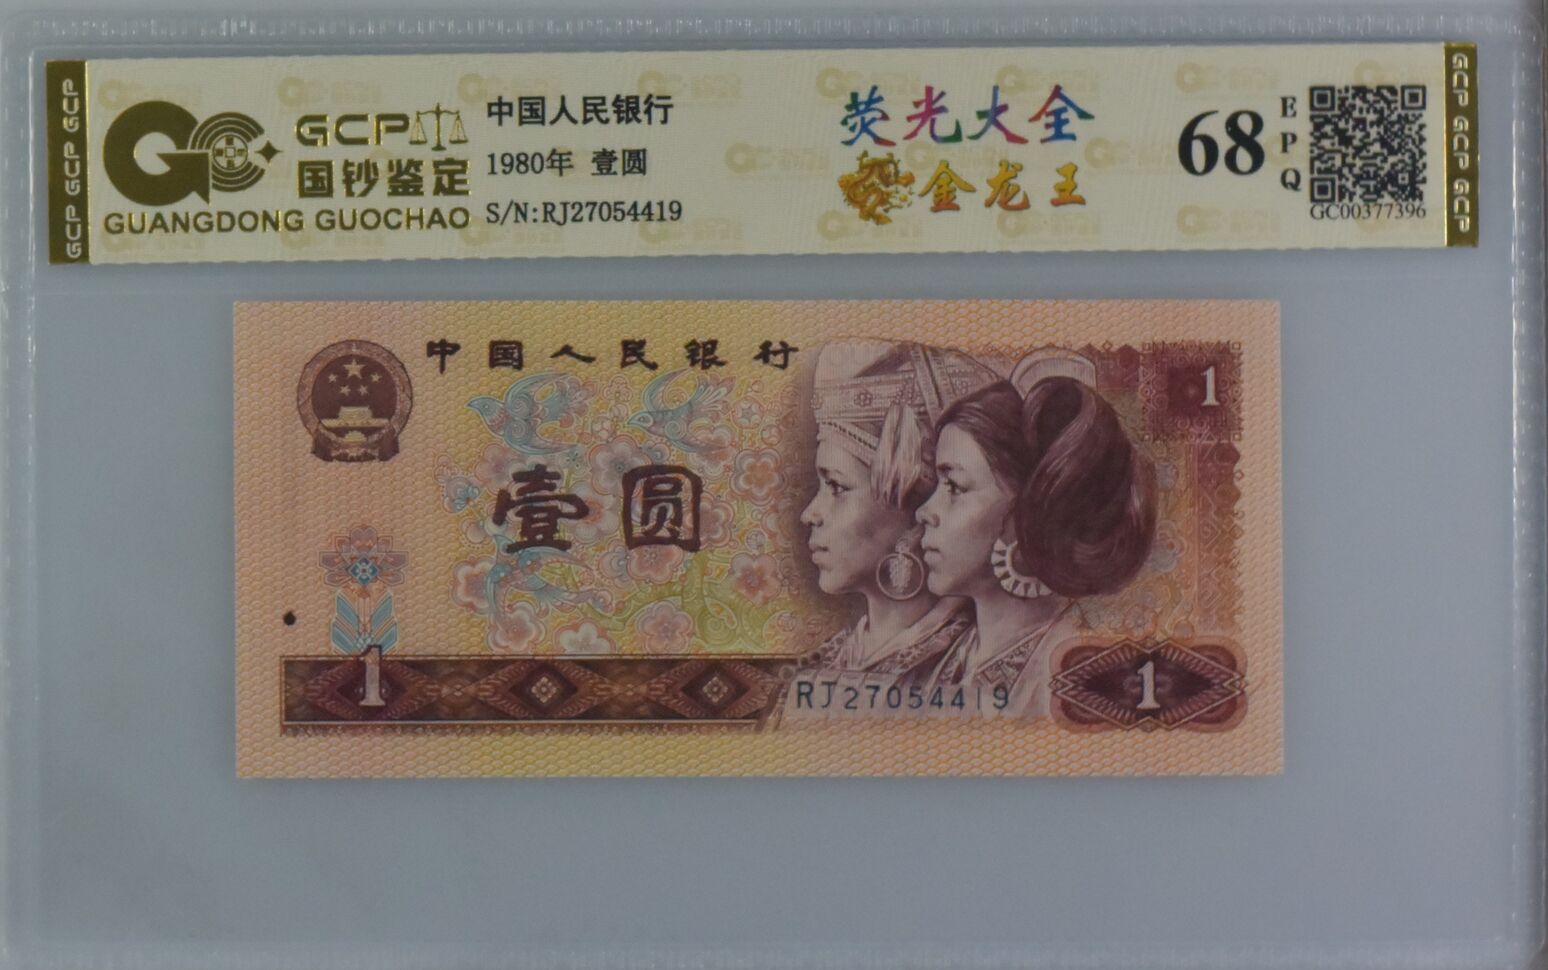 GCP GCP GCP
GCP
国钞鉴定
GUANGDONG GUOCHAO
中国人民银行
1980年 壹圆
S/N:RJ27054419
荧光大全
金龙王
68
EPQ
GC00377396
GCP GCP GCP GCP
中国人民银行
1
壹圆
1
RJ27054419
1